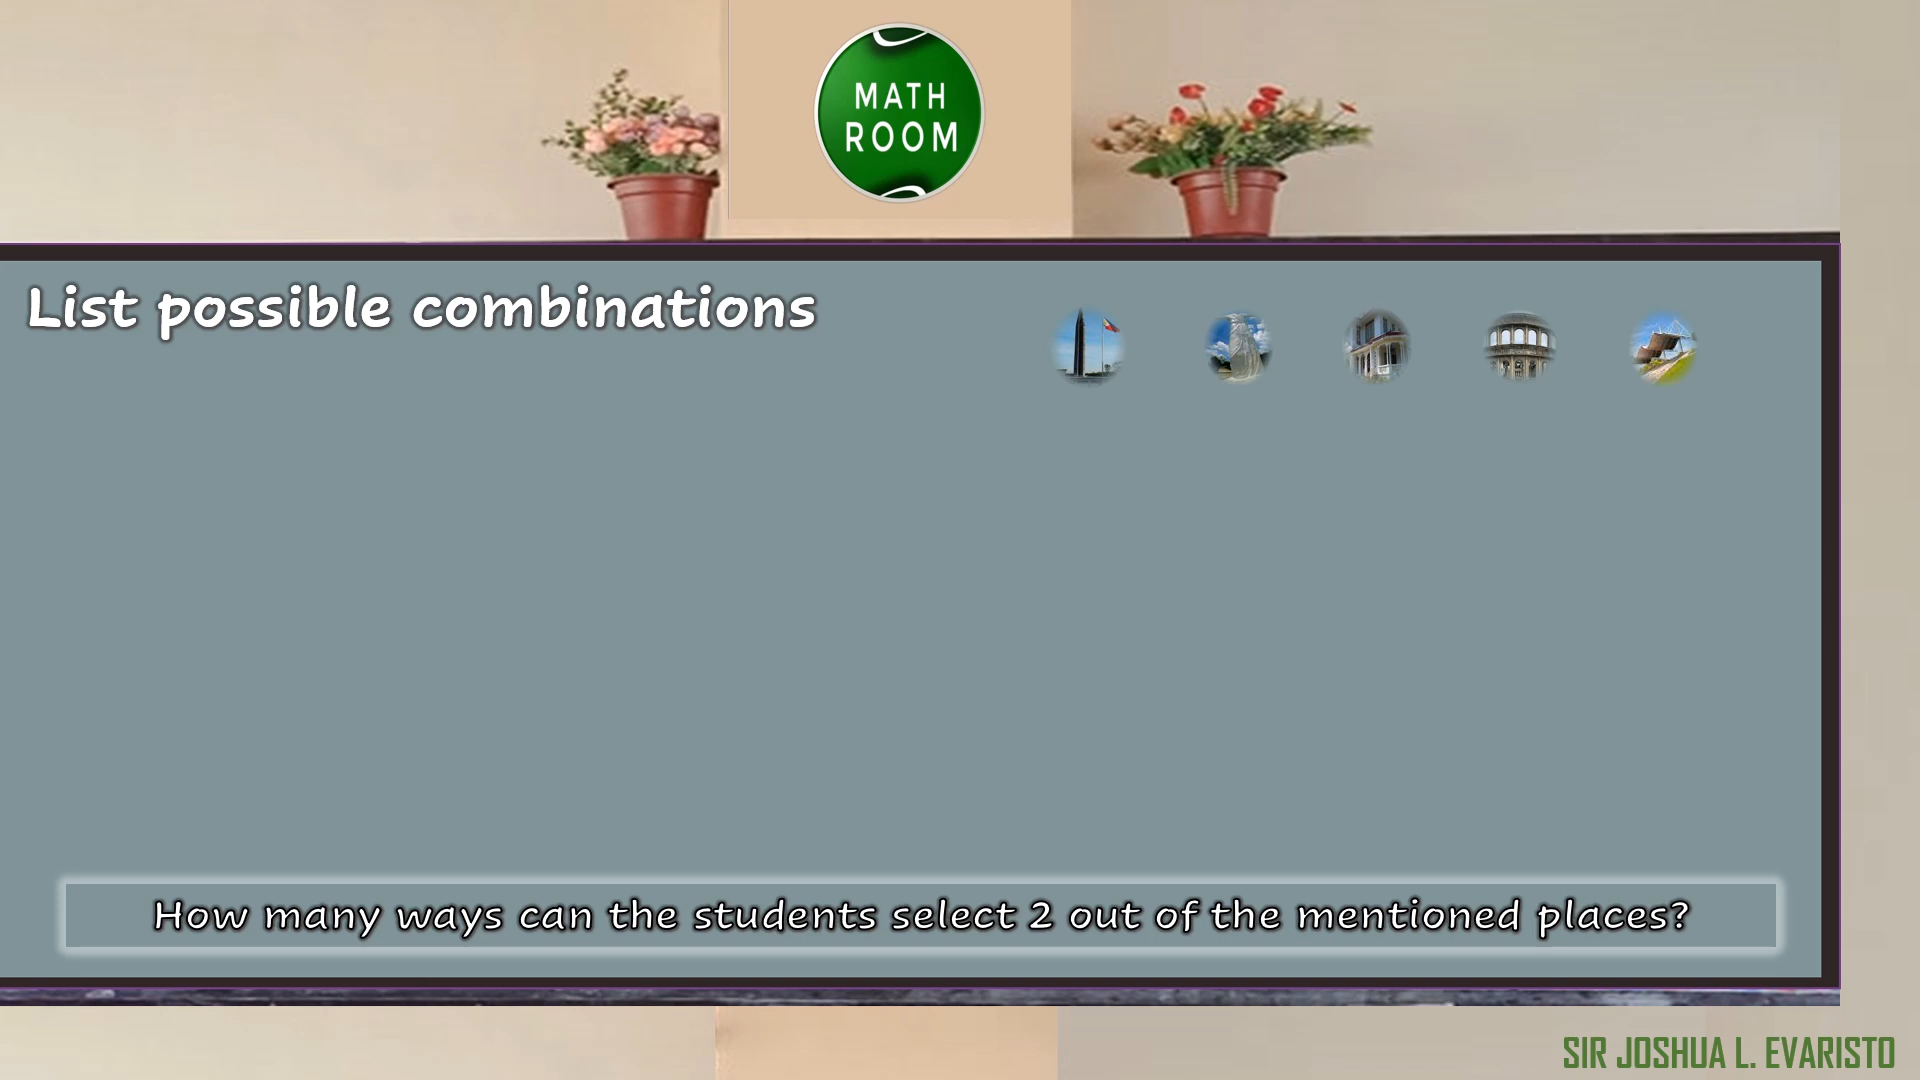 MATH
ROOM
List possible combinations
How many ways can the students select 2 out of the mentioned places?
SIR JOSHUA L. EVARISTO